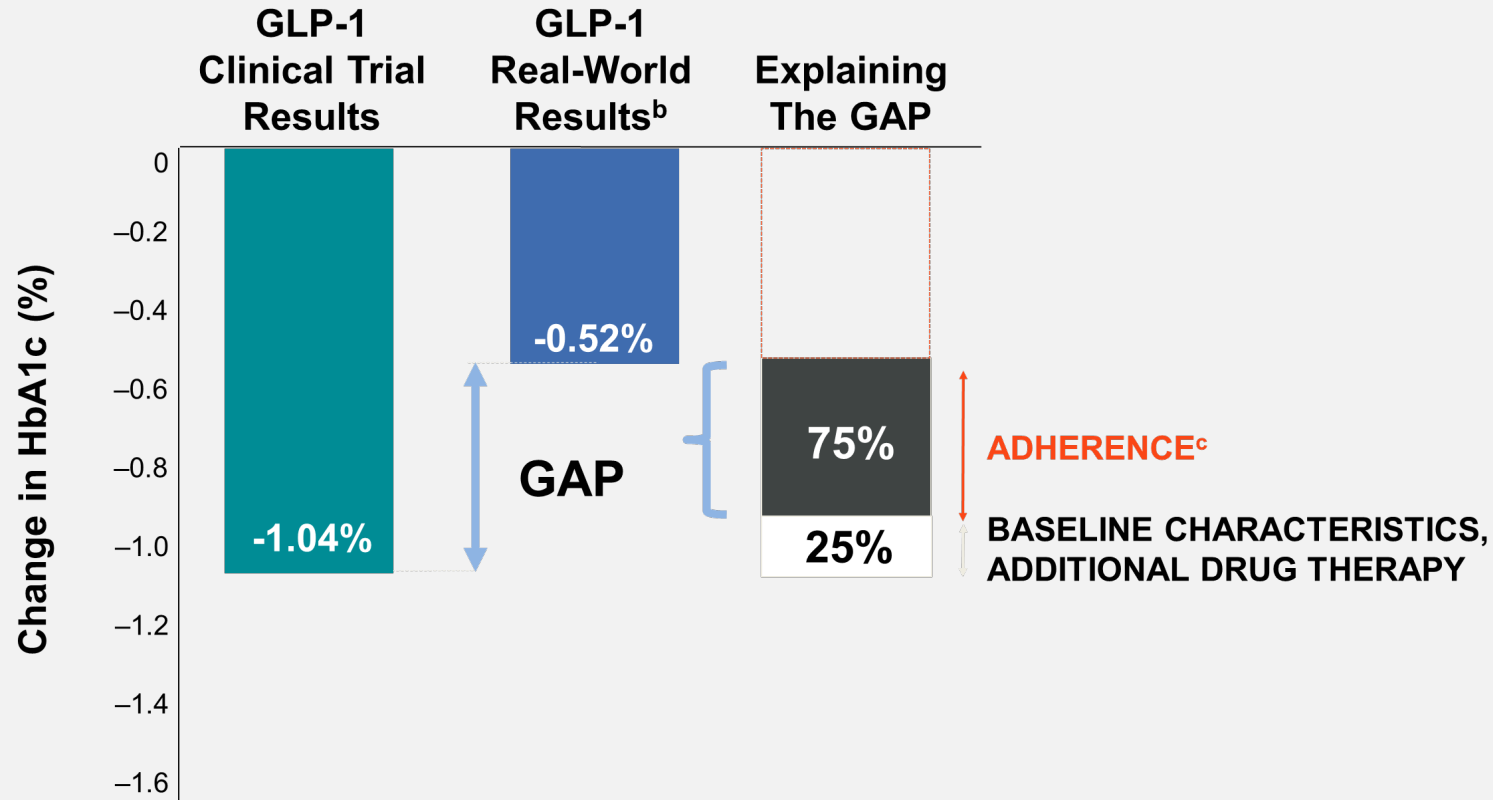 GLP-1
Clinical Trial
Results
GLP-1
Real-World
Resultsᵇ
Explaining
The GAP
Change in HbA1c (%)
0
–0.2
–0.4
–0.6
–0.8
–1.0
–1.2
–1.4
–1.6
-1.04%
-0.52%
GAP
75%
25%
ADHERENCEᶜ
BASELINE CHARACTERISTICS,
ADDITIONAL DRUG THERAPY